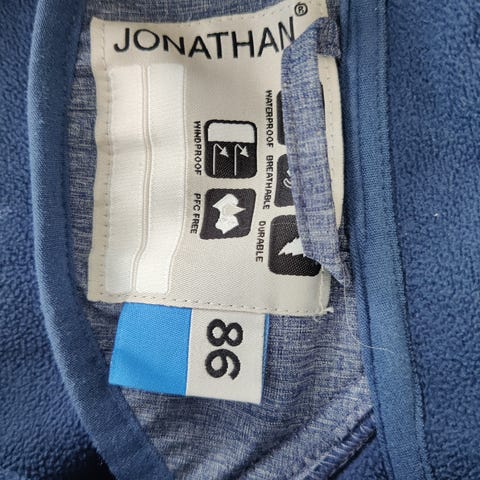 JONATHAN®
WATERPROOF
BREATHABLE
DURABLE
WINDPROOF
PFC FREE
86